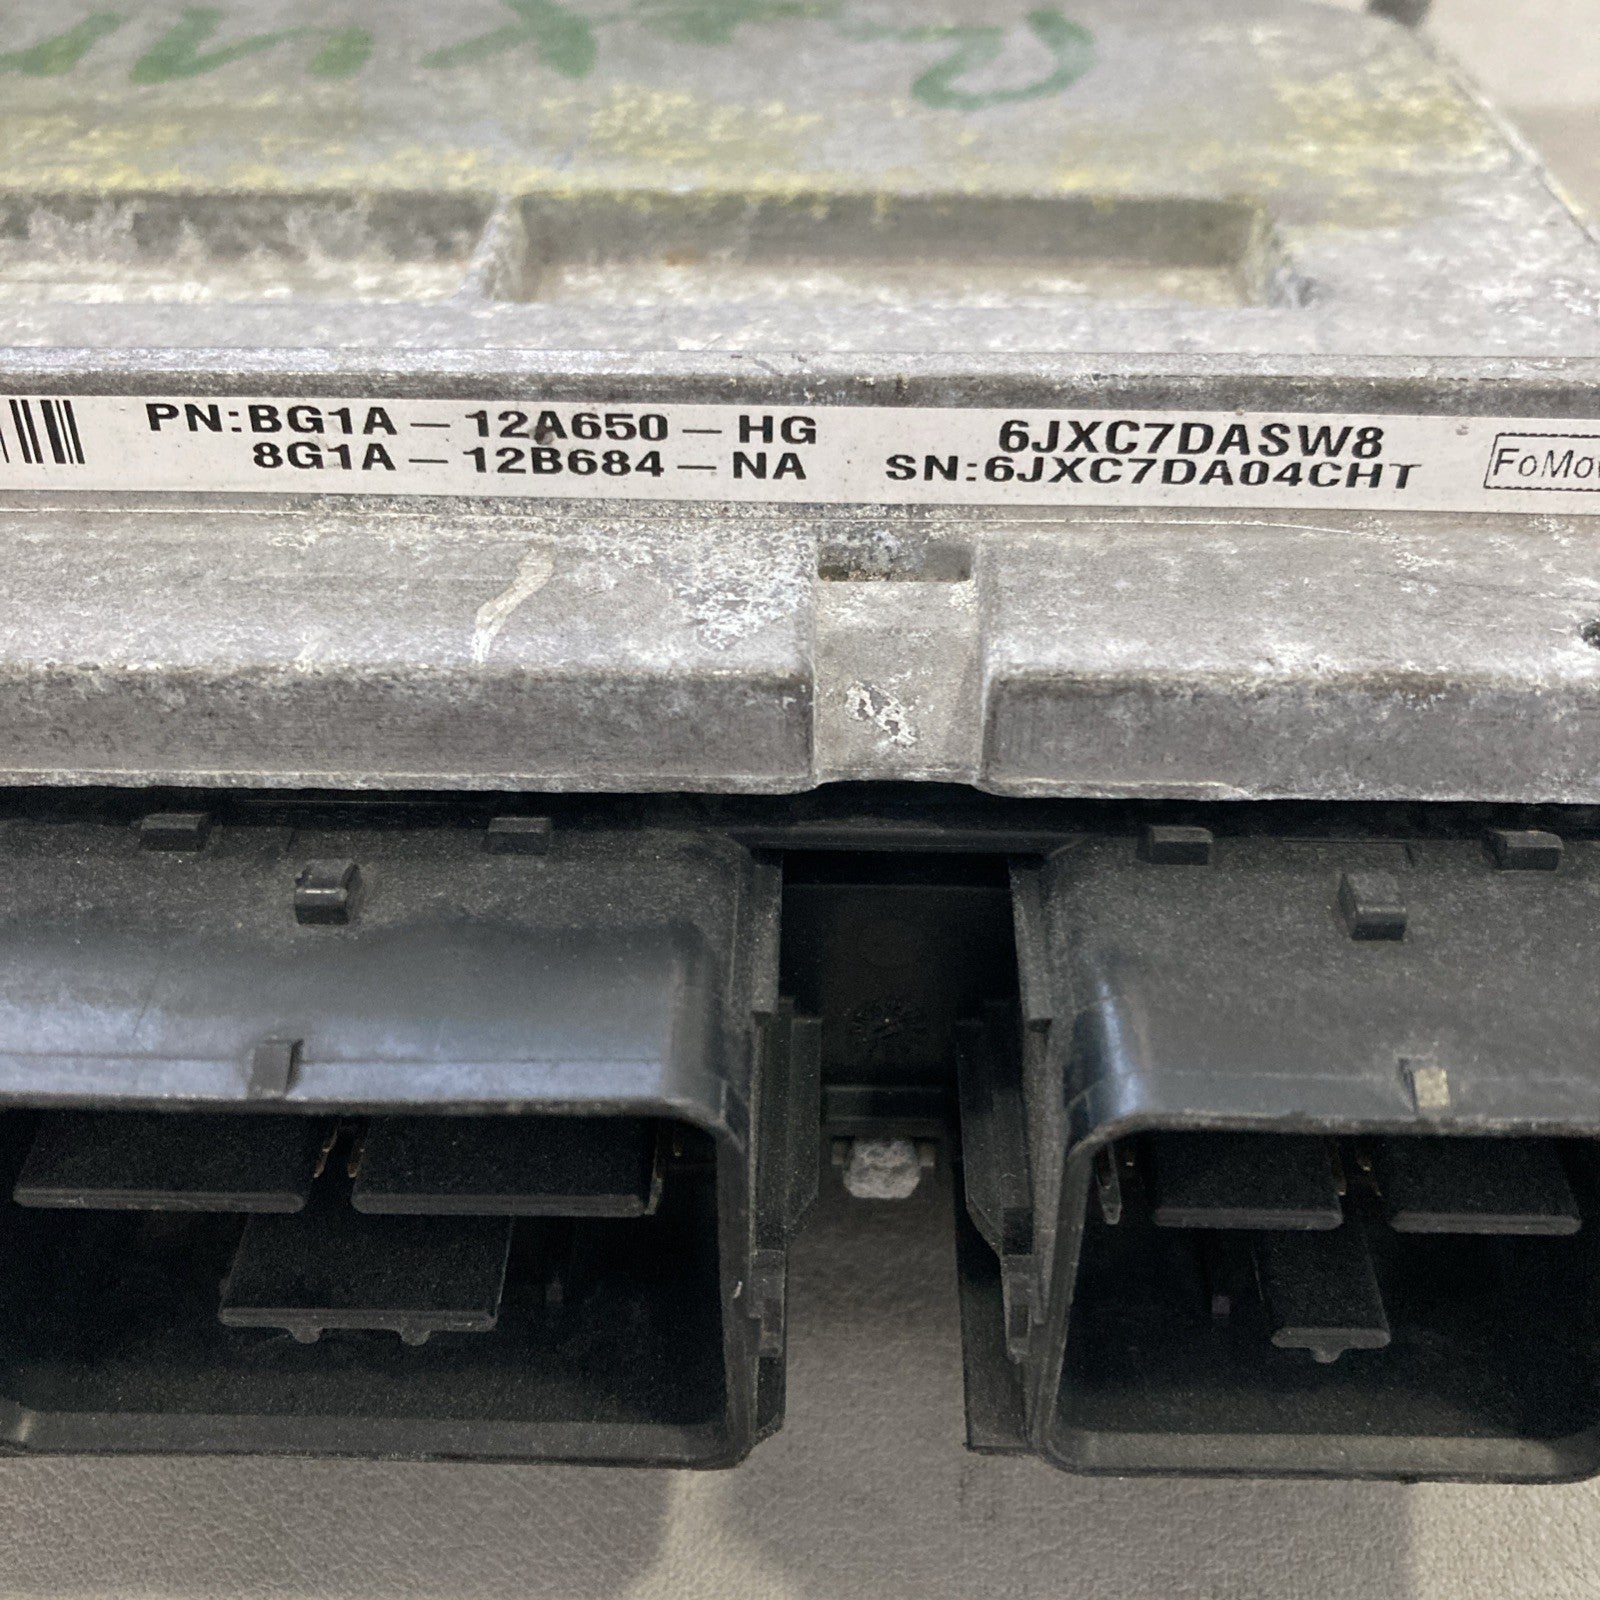 PN:BG1A-12A650-HG
8G1A-12B684-NA
6JXC7DASW8
SN:6JXC7DA04CHT